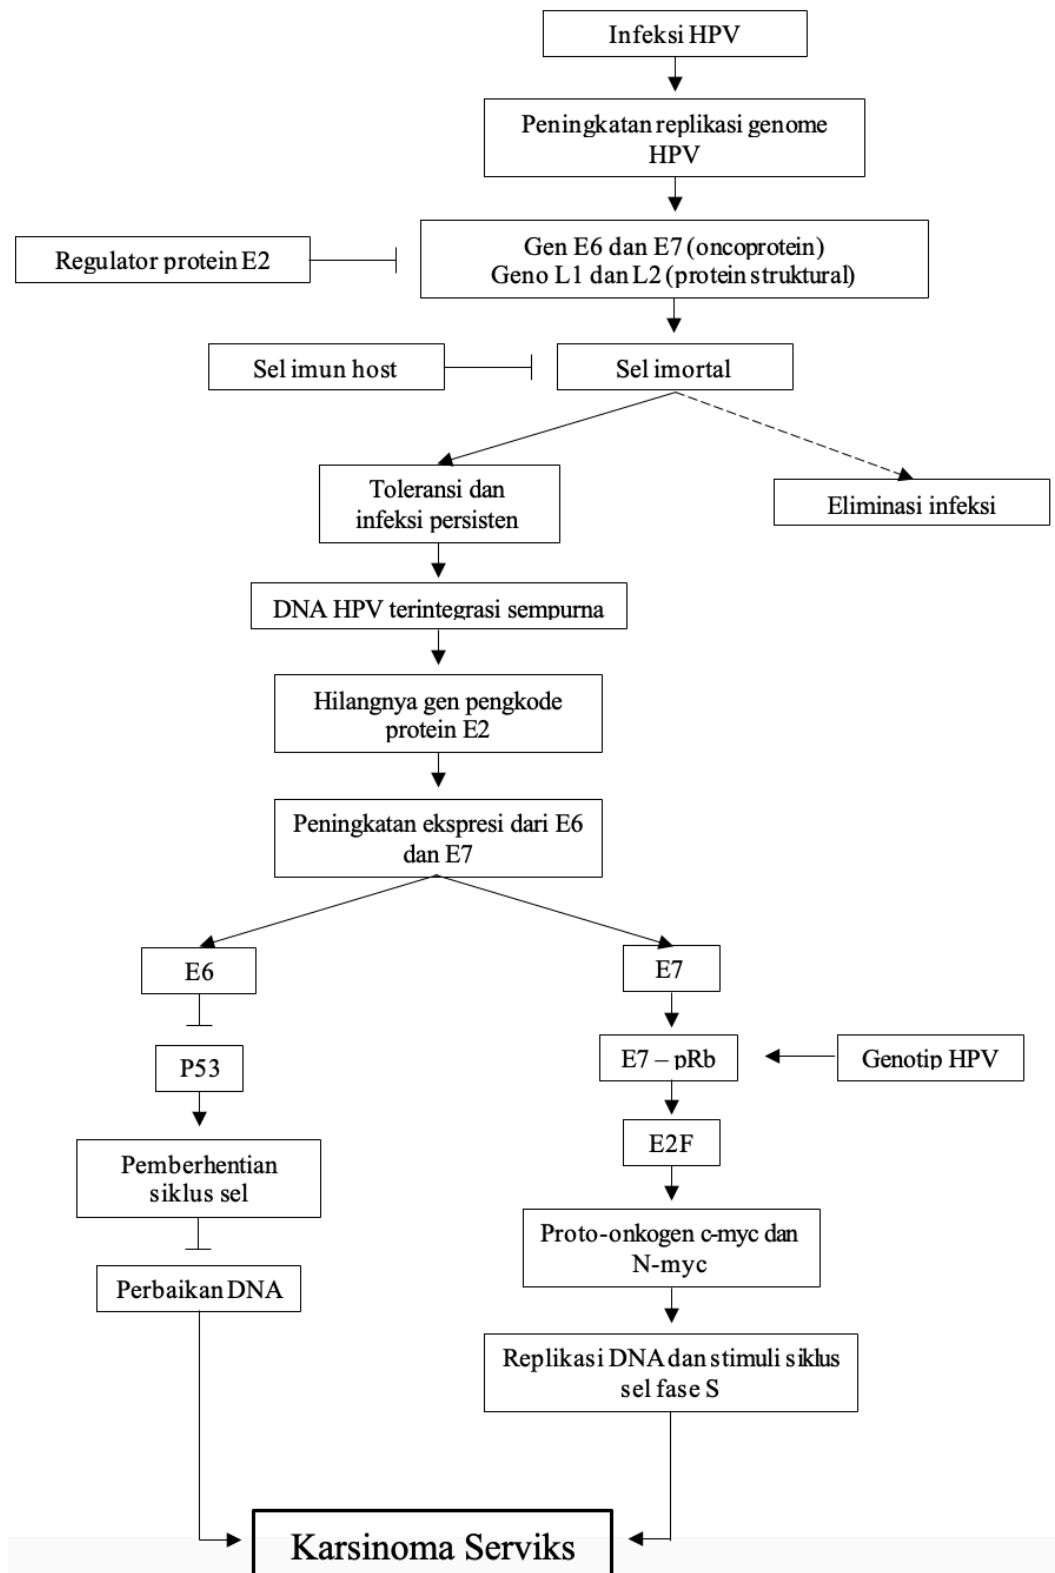 Infeksi HPV
Peningkatan replikasi genome
HPV
Regulator protein E2
Gen E6 dan E7 (oncoprotein)
Geno L1 dan L2 (protein struktural)
Sel imun host
Sel imortal
Toleransi dan
infeksi persisten
Eliminasi infeksi
DNA HPV terintegrasi sempurna
Hilangnya gen pengkode
protein E2
Peningkatan ekspresi dari E6
dan E7
E6
E7
P53
E7 – pRb
Genotip HPV
E2F
Pemberhentian
siklus sel
Proto-onkogen c-myc dan
N-myc
Perbaikan DNA
Replikasi DNA dan stimuli siklus
sel fase S
Karsinoma Serviks